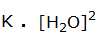 K . [H₂O]²